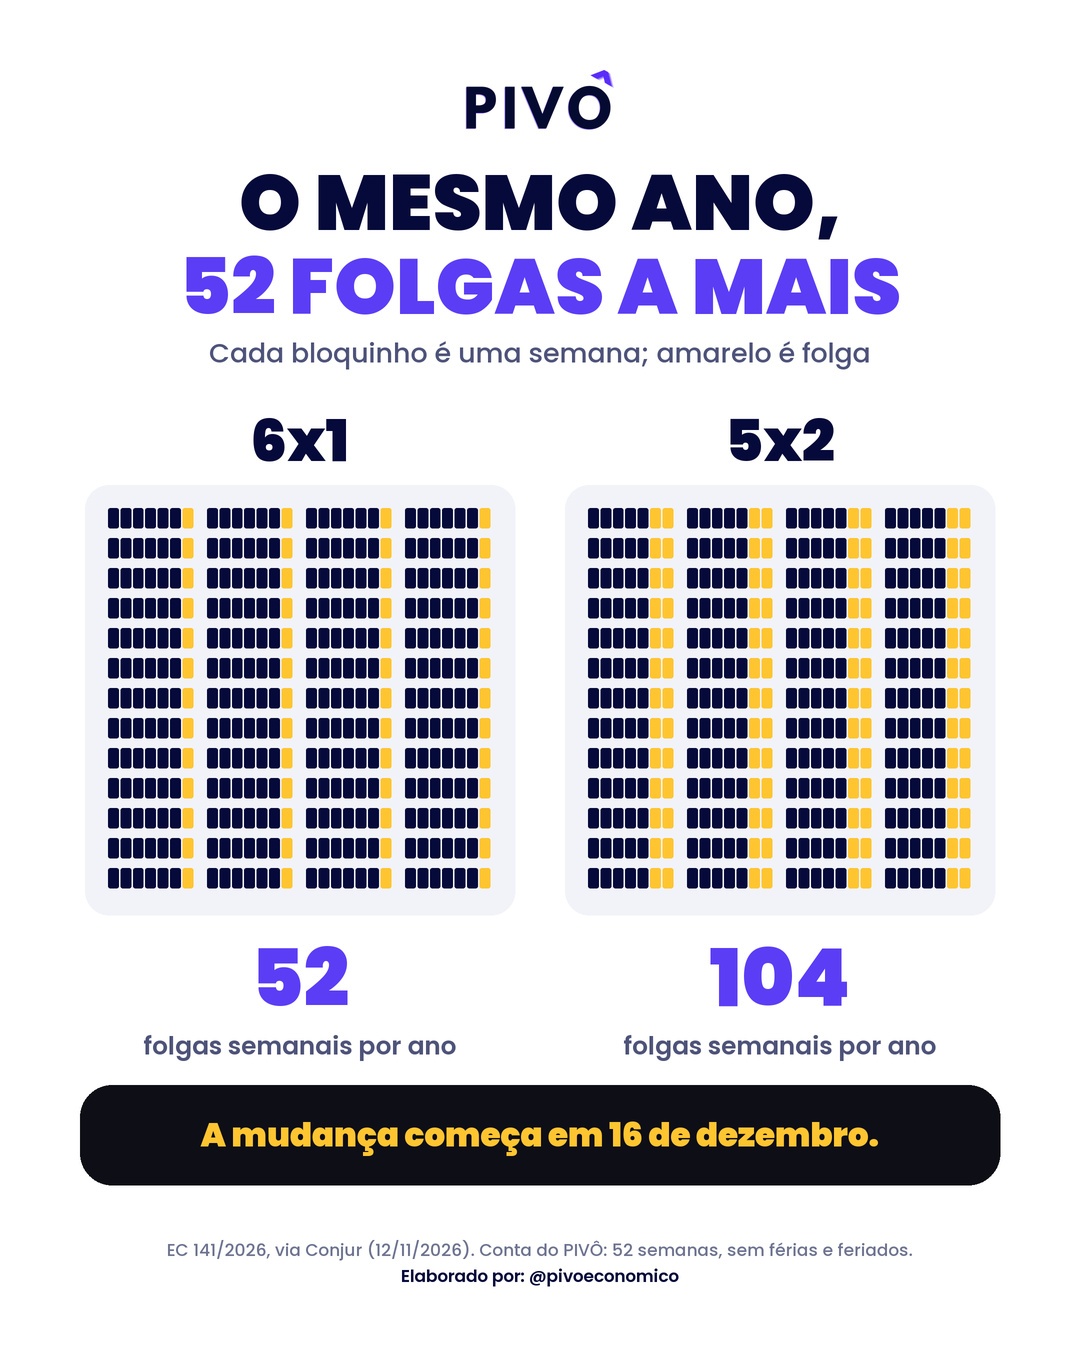 PIVÔ
O MESMO ANO,
52 FOLGAS A MAIS
Cada bloquinho é uma semana; amarelo é folga
6x1
5x2
52
104
folgas semanais por ano
folgas semanais por ano
A mudança começa em 16 de dezembro.
EC 141/2026, via Conjur (12/11/2026). Conta do PIVÔ: 52 semanas, sem férias e feriados.
Elaborado por: @pivoeconomico